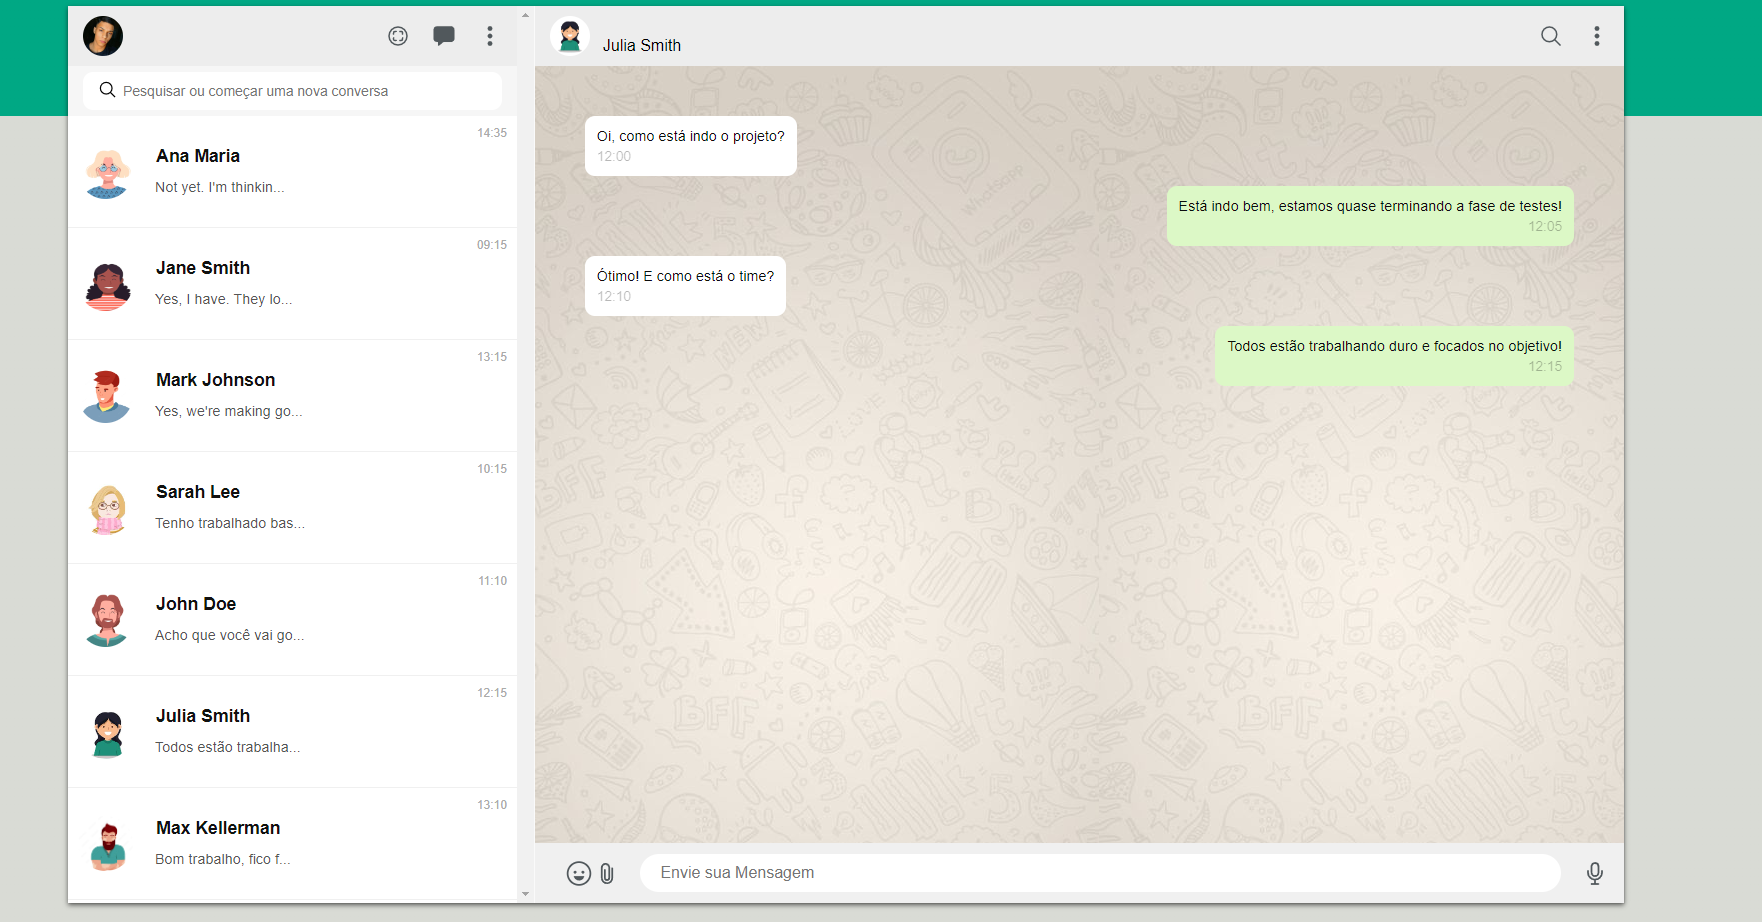 Pesquisar ou começar uma nova conversa
14:35
Ana Maria
Not yet. I'm thinkin...
09:15
Jane Smith
Yes, I have. They lo...
13:15
Mark Johnson
Yes, we're making go...
10:15
Sarah Lee
Tenho trabalhado bas...
11:10
John Doe
Acho que você vai go...
12:15
Julia Smith
Todos estão trabalha...
13:10
Max Kellerman
Bom trabalho, fico f...
Julia Smith
Oi, como está indo o projeto?
12:00
Está indo bem, estamos quase terminando a fase de testes!
12:05
Ótimo! E como está o time?
12:10
Todos estão trabalhando duro e focados no objetivo!
12:15
BFF
BFF
BFF
BFF
Envie sua Mensagem